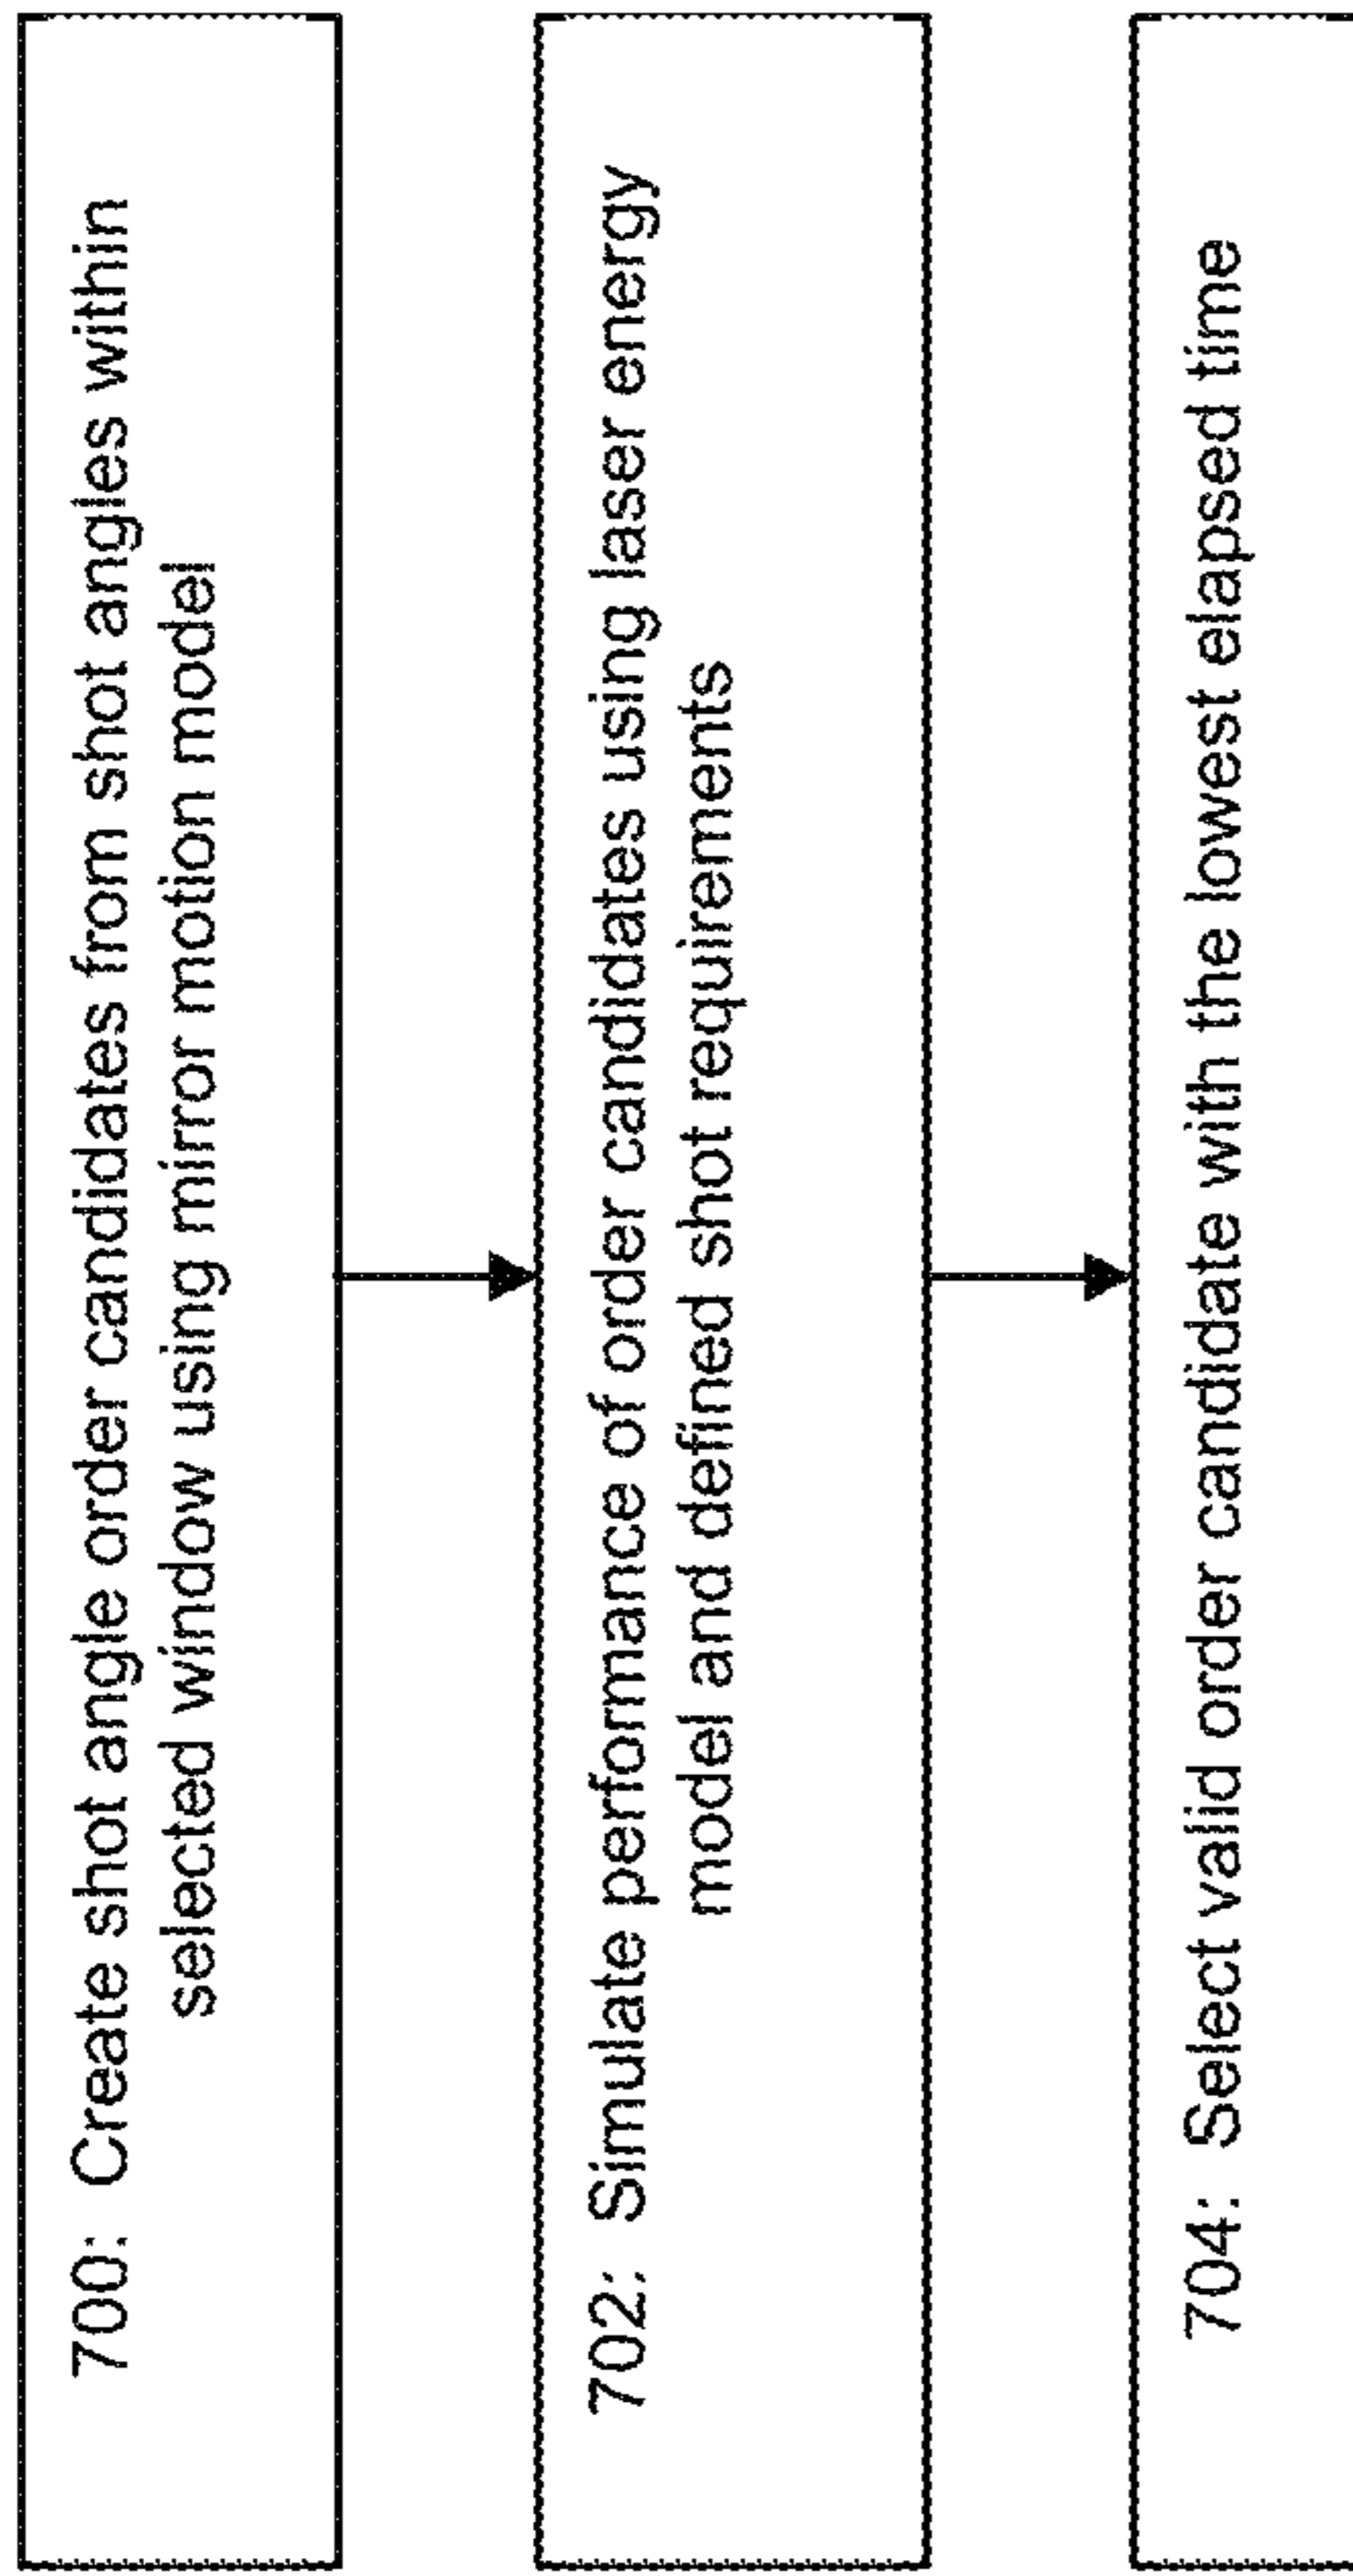 700: Create shot angle order candidates from shot angles within
selected window using mirror motion model
702: Simulate performance of order candidates using laser energy
model and defined shot requirements
704: Select valid order candidate with the lowest elapsed time